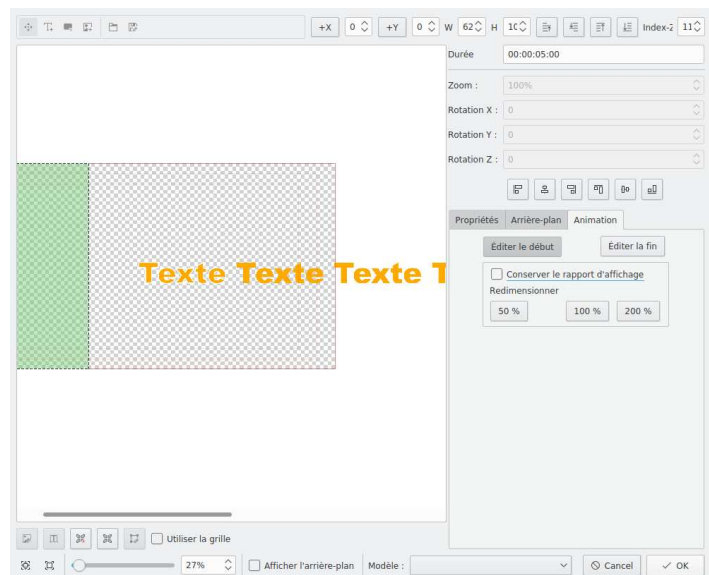 +X 0 +Y 0 W 62 H 1C Index-Z 11
Durée 00:00:05:00
Zoom : 100%
Rotation X : 0
Rotation Y : 0
Rotation Z : 0
Propriétés Arrière-plan Animation
Éditer le début Éditer la fin
Conserver le rapport d'affichage
Redimensionner
50 % 100 % 200 %
Texte Texte Texte T
Utiliser la grille
27% Afficher l'arrière-plan Modèle : Cancel OK